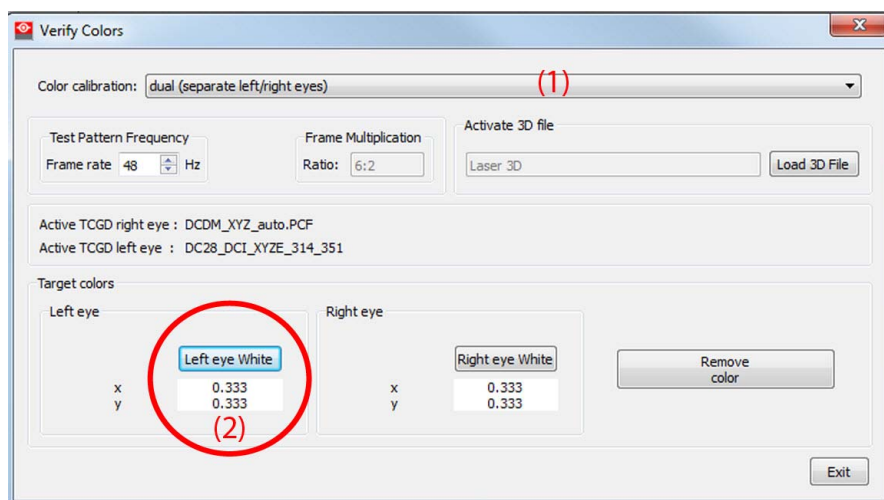 Verify Colors
X
Color calibration: dual (separate left/right eyes) (1)
Test Pattern Frequency
Frame rate 48 Hz
Frame Multiplication
Ratio: 6:2
Activate 3D file
Laser 3D Load 3D File
Active TCGD right eye : DCDM_XYZ_auto.PCF
Active TCGD left eye : DC28_DCI_XYZE_314_351
Target colors
Left eye
Left eye White
x 0.333
y 0.333
(2)
Right eye
Right eye White
x 0.333
y 0.333
Remove
color
Exit